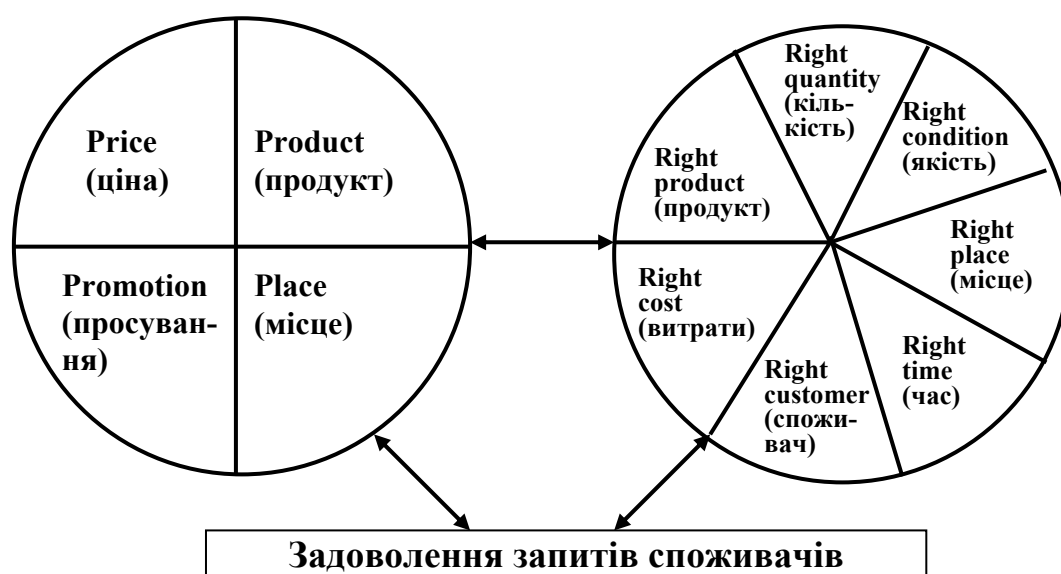 Price
(ціна)
Product
(продукт)
Promotion
(просуван-
ня)
Place
(місце)
Right
quantity
(кіль-
кість)
Right
condition
(якість)
Right
product
(продукт)
Right
place
(місце)
Right
cost
(витрати)
Right
time
(час)
Right
customer
(спожи-
вач)
Задоволення запитів споживачів